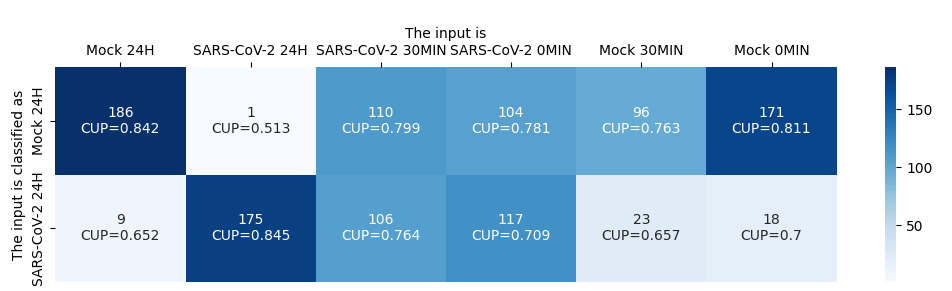 The input is
Mock 24H SARS-CoV-2 24H SARS-CoV-2 30MIN SARS-CoV-2 0MIN Mock 30MIN Mock 0MIN
The input is classified as
Mock 24H
186 1 110 104 96 171
CUP=0.842 CUP=0.513 CUP=0.799 CUP=0.781 CUP=0.763 CUP=0.811
SARS-CoV-2 24H
9 175 106 117 23 18
CUP=0.652 CUP=0.845 CUP=0.764 CUP=0.709 CUP=0.657 CUP=0.7
150
100
50